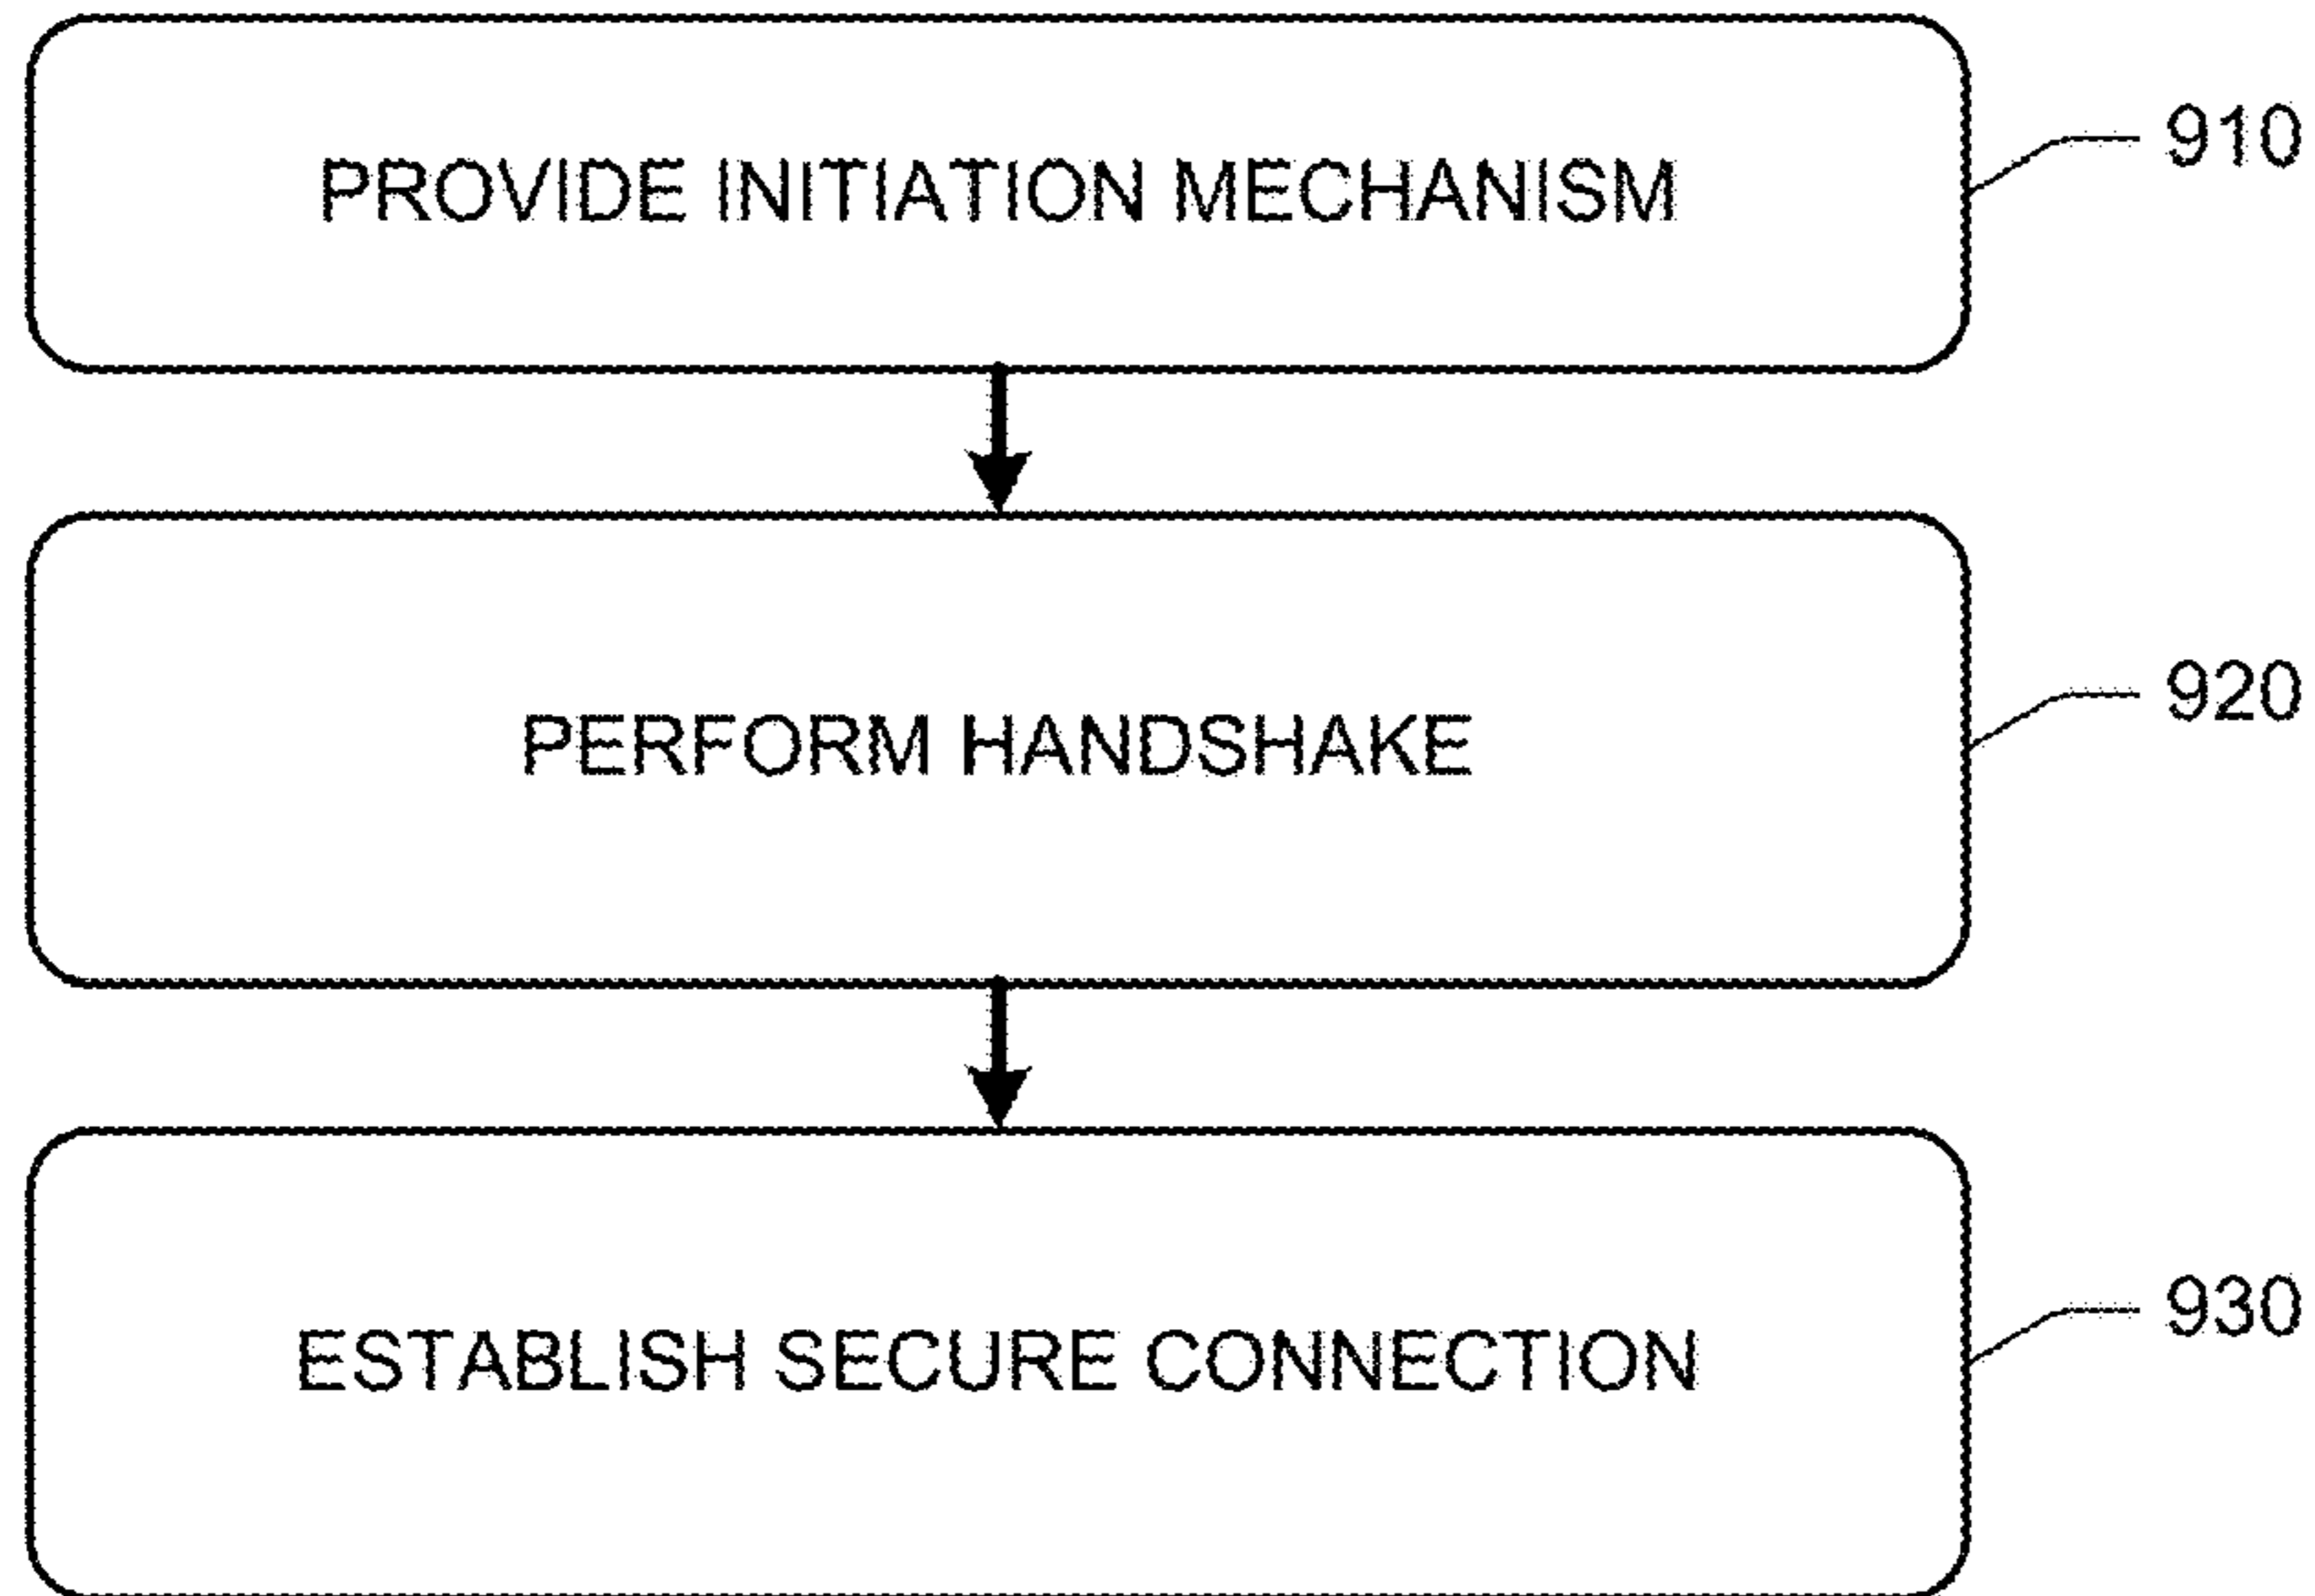 PROVIDE INITIATION MECHANISM
910
PERFORM HANDSHAKE
920
ESTABLISH SECURE CONNECTION
930